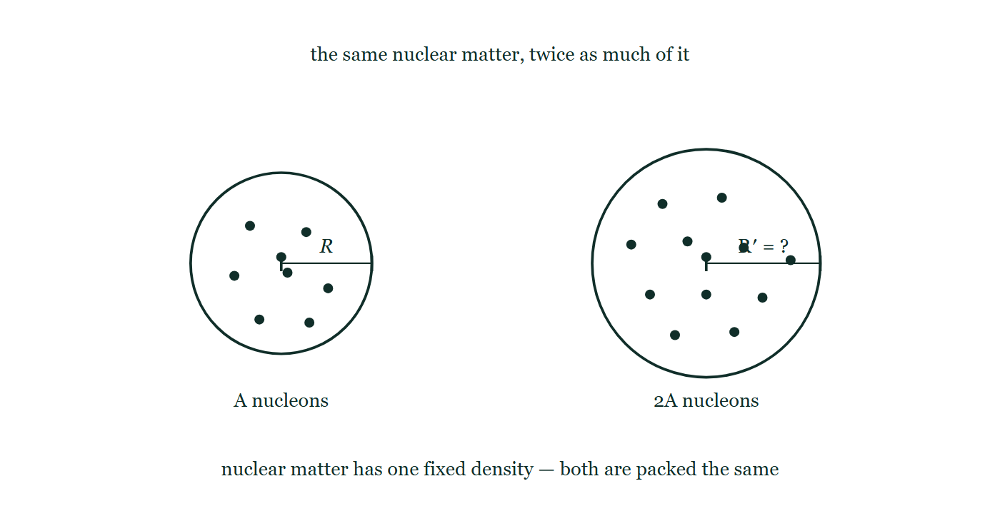 the same nuclear matter, twice as much of it
R
R′ = ?
A nucleons
2A nucleons
nuclear matter has one fixed density — both are packed the same